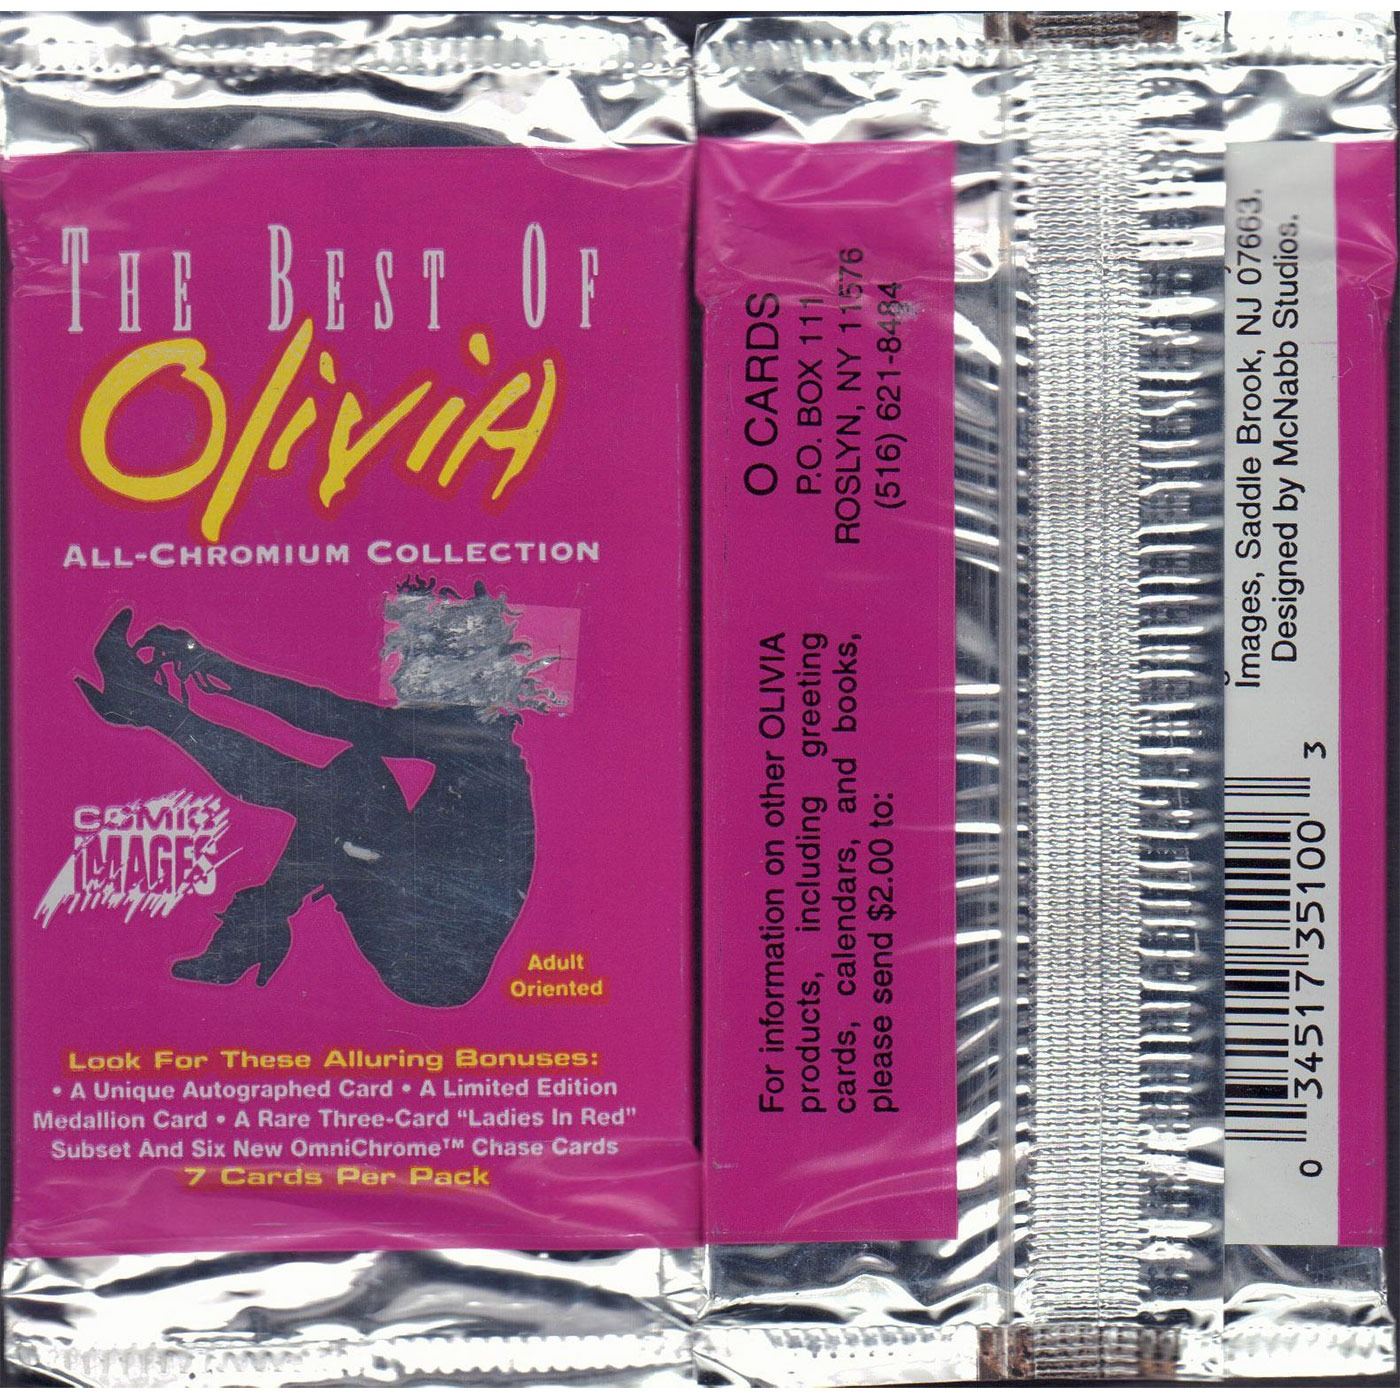 THE BEST OF
Olivia
ALL-CHROMIUM COLLECTION
COMIC
IMAGES
Adult
Oriented
Look For These Alluring Bonuses:
• A Unique Autographed Card • A Limited Edition
Medallion Card • A Rare Three-Card “Ladies In Red”
Subset And Six New OmniChrome™ Chase Cards
7 Cards Per Pack
For information on other OLIVIA
products, including greeting
cards, calendars, and books,
please send $2.00 to:
O CARDS
P.O. BOX 111
ROSLYN, NY 11576
(516) 621-8484
Images, Saddle Brook, NJ 07663.
Designed by McNabb Studios.
0 34517 35100 3